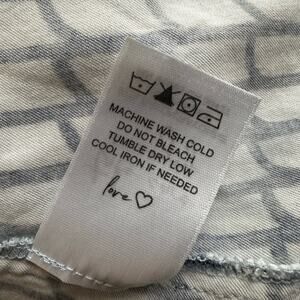 MACHINE WASH COLD
DO NOT BLEACH
TUMBLE DRY LOW
COOL IRON IF NEEDED
love